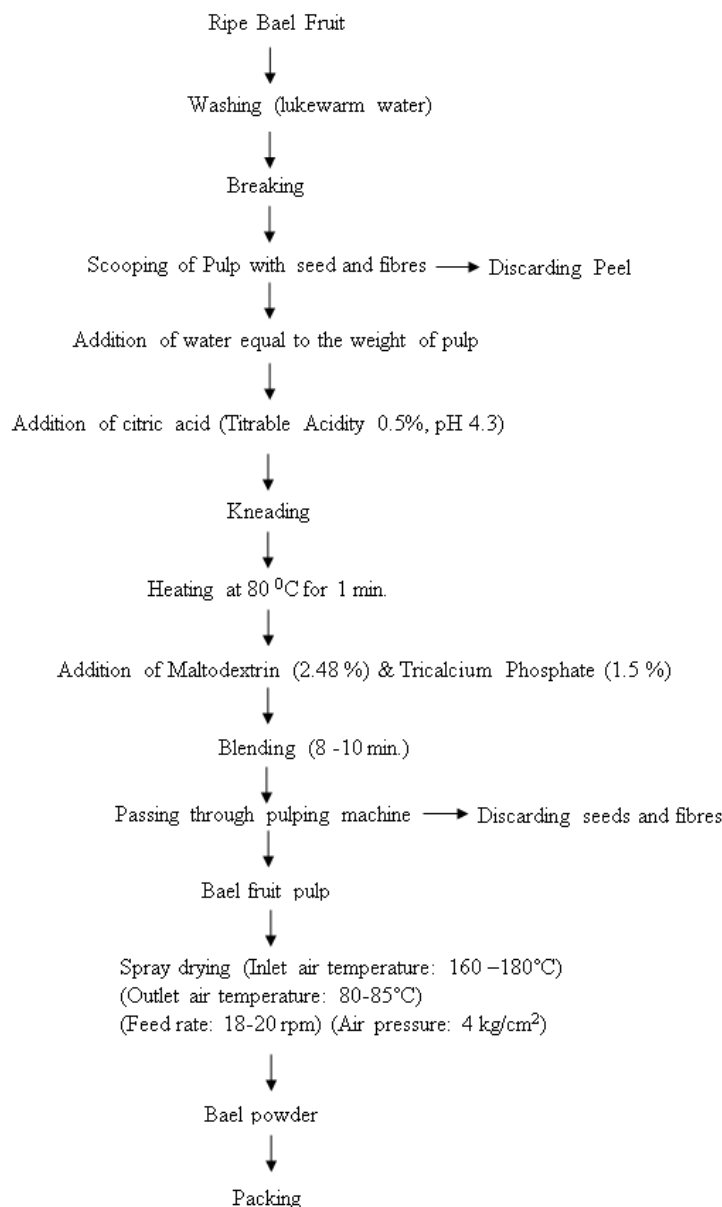 Ripe Bael Fruit
Washing (lukewarm water)
Breaking
Scooping of Pulp with seed and fibres
Discarding Peel
Addition of water equal to the weight of pulp
Addition of citric acid (Titrable Acidity 0.5%, pH 4.3)
Kneading
Heating at 80 ⁰C for 1 min.
Addition of Maltodextrin (2.48 %) & Tricalcium Phosphate (1.5 %)
Blending (8 -10 min.)
Passing through pulping machine
Discarding seeds and fibres
Bael fruit pulp
Spray drying (Inlet air temperature: 160 –180°C)
(Outlet air temperature: 80-85°C)
(Feed rate: 18-20 rpm) (Air pressure: 4 kg/cm²)
Bael powder
Packing